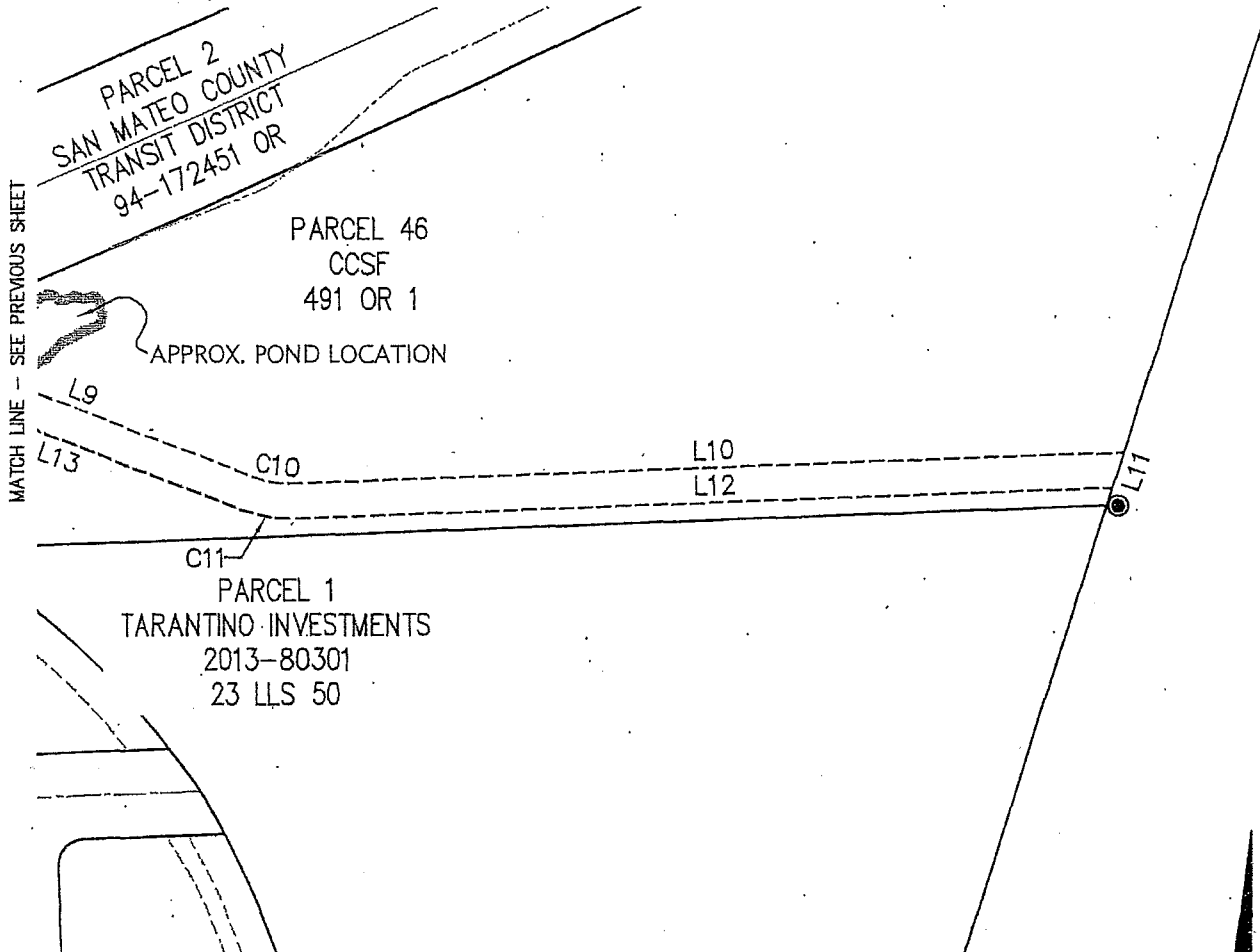 PARCEL 2
SAN MATEO COUNTY
TRANSIT DISTRICT
94-172451 OR
MATCH LINE - SEE PREVIOUS SHEET
PARCEL 46
CCSF
491 OR 1
APPROX. POND LOCATION
L9
L13
C10
L10
L12
L11
C11
PARCEL 1
TARANTINO INVESTMENTS
2013-80301
23 LLS 50